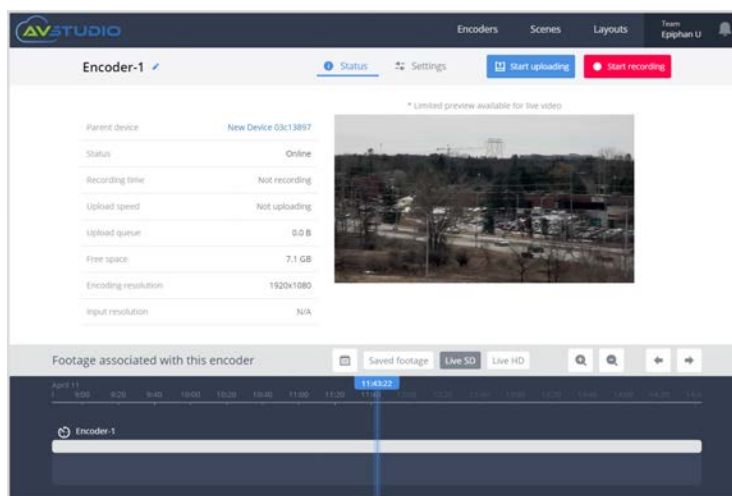 AVSTUDIO
Encoders Scenes Layouts Team Epiphan U
Encoder-1 Status Settings Start uploading Start recording
* Limited preview available for live video
Parent device New Device 03c13897
Status Online
Recording time Not recording
Upload speed Not uploading
Upload queue 0.0 B
Free space 7.1 GB
Encoding resolution 1920x1080
Input resolution N/A
Footage associated with this encoder Saved footage Live SD Live HD
11:43:22
April 11
9:00 9:20 9:40 10:00 10:20 10:40 11:00 11:20
Encoder-1